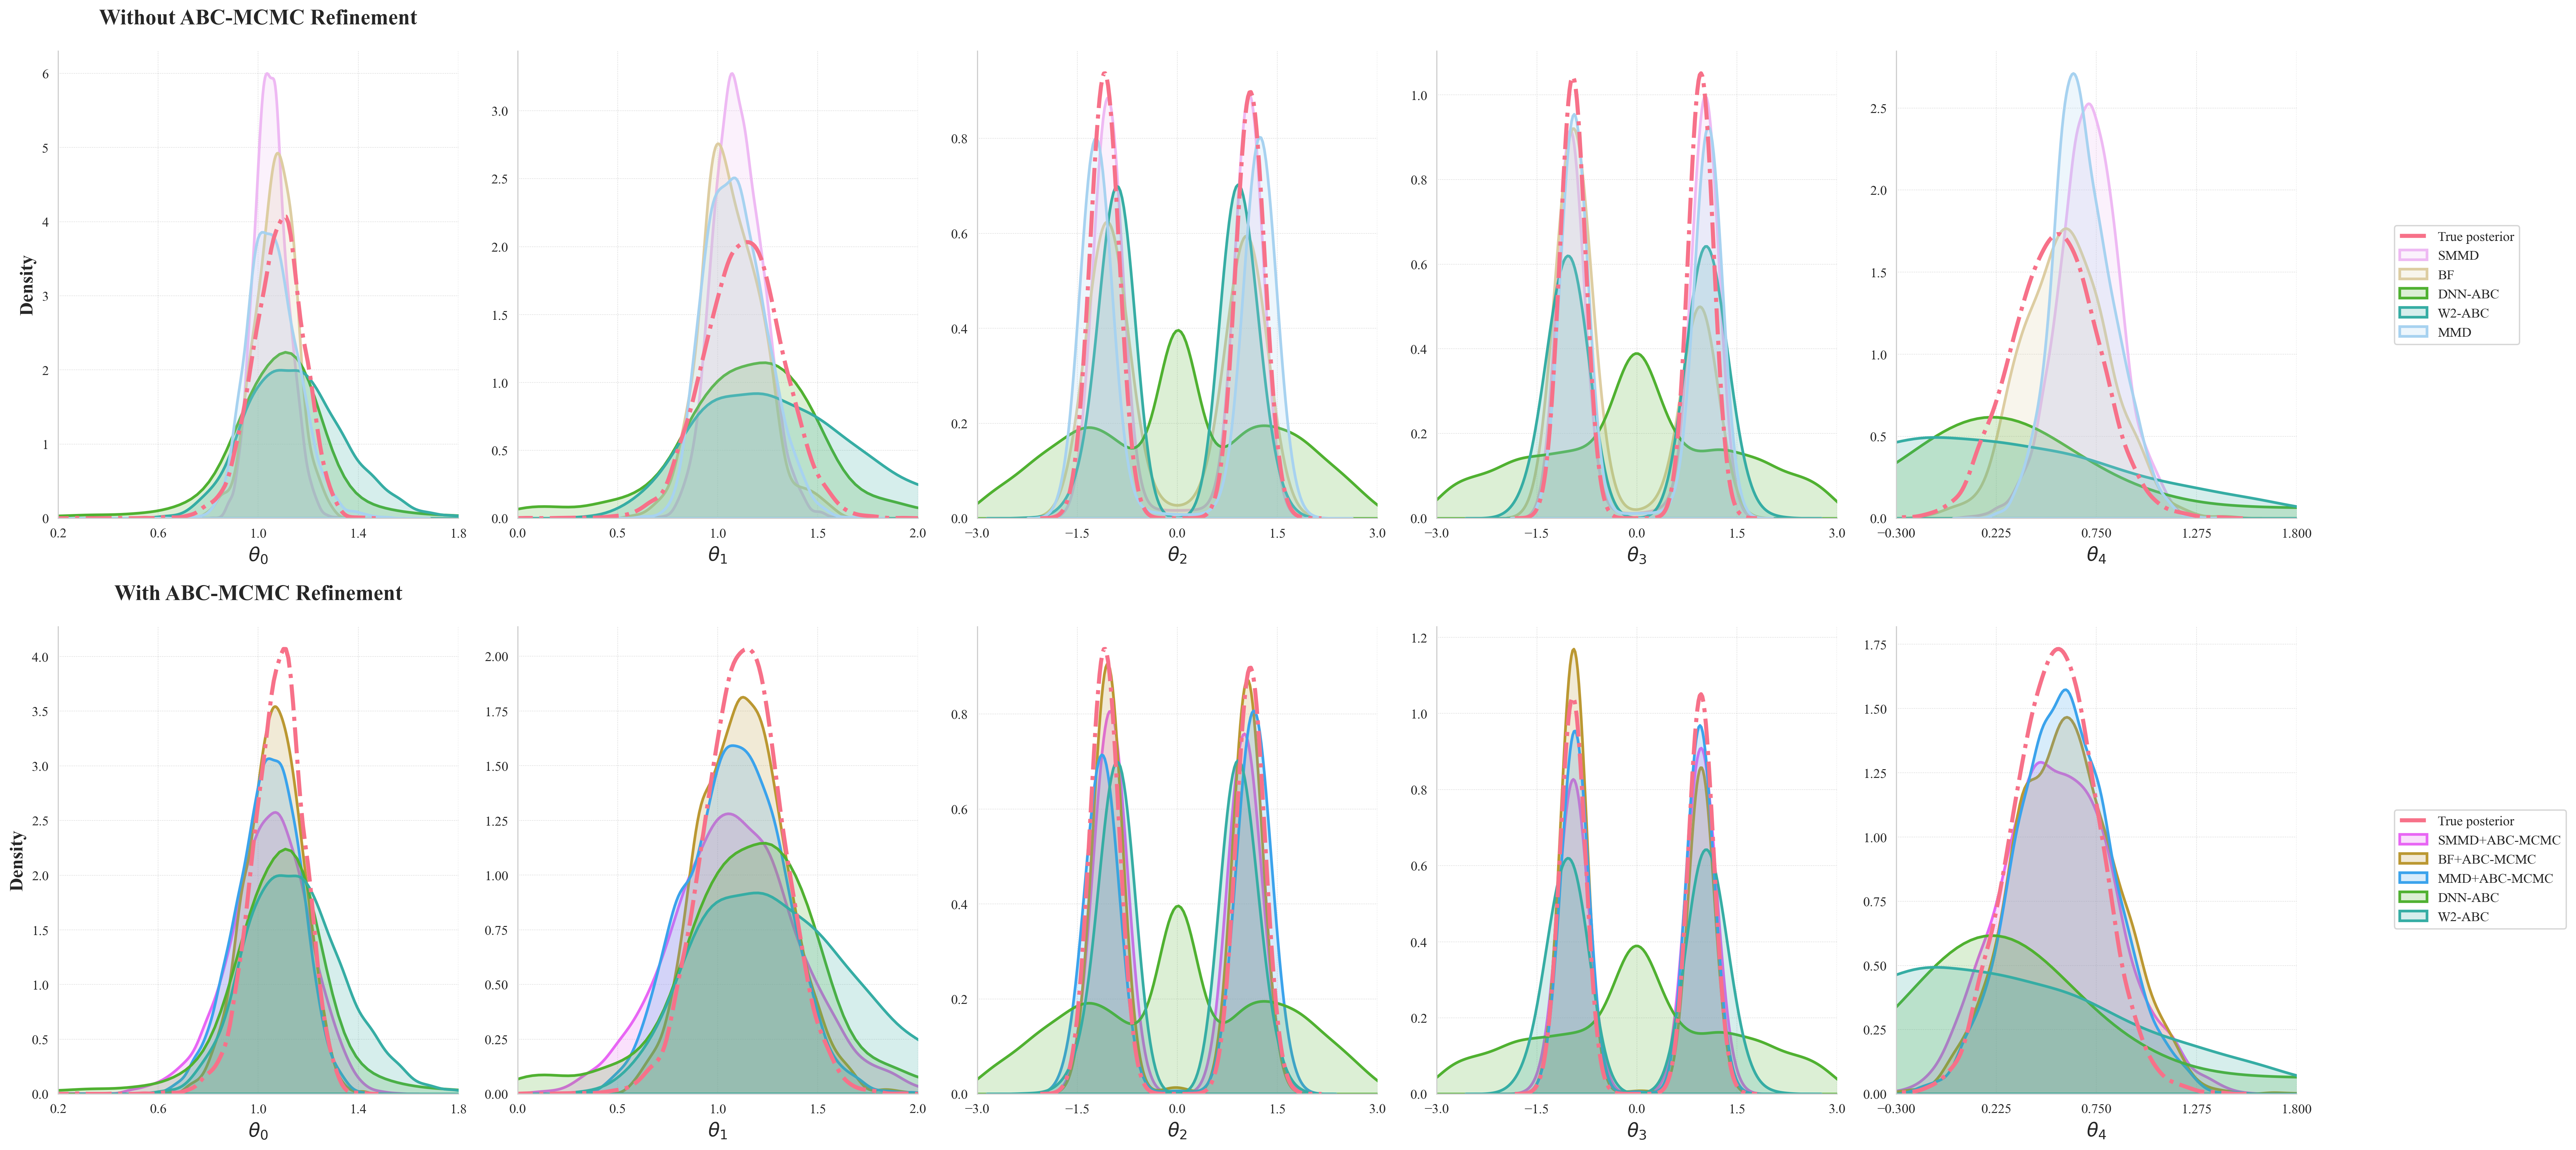 Without ABC-MCMC Refinement
Density
6
5
4
3
2
1
0
0.2 0.6 1.0 1.4 1.8
θ0
3.0
2.5
2.0
1.5
1.0
0.5
0.0
0.0 0.5 1.0 1.5 2.0
θ1
0.8
0.6
0.4
0.2
0.0
−3.0 −1.5 0.0 1.5 3.0
θ2
1.0
0.8
0.6
0.4
0.2
0.0
−3.0 −1.5 0.0 1.5 3.0
θ3
2.5
2.0
1.5
1.0
0.5
0.0
−0.300 0.225 0.750 1.275 1.800
θ4
True posterior
SMMD
BF
DNN-ABC
W2-ABC
MMD
With ABC-MCMC Refinement
Density
4.0
3.5
3.0
2.5
2.0
1.5
1.0
0.5
0.0
0.2 0.6 1.0 1.4 1.8
θ0
2.00
1.75
1.50
1.25
1.00
0.75
0.50
0.25
0.00
0.0 0.5 1.0 1.5 2.0
θ1
0.8
0.6
0.4
0.2
0.0
−3.0 −1.5 0.0 1.5 3.0
θ2
1.2
1.0
0.8
0.6
0.4
0.2
0.0
−3.0 −1.5 0.0 1.5 3.0
θ3
1.75
1.50
1.25
1.00
0.75
0.50
0.25
0.00
−0.300 0.225 0.750 1.275 1.800
θ4
True posterior
SMMD+ABC-MCMC
BF+ABC-MCMC
MMD+ABC-MCMC
DNN-ABC
W2-ABC